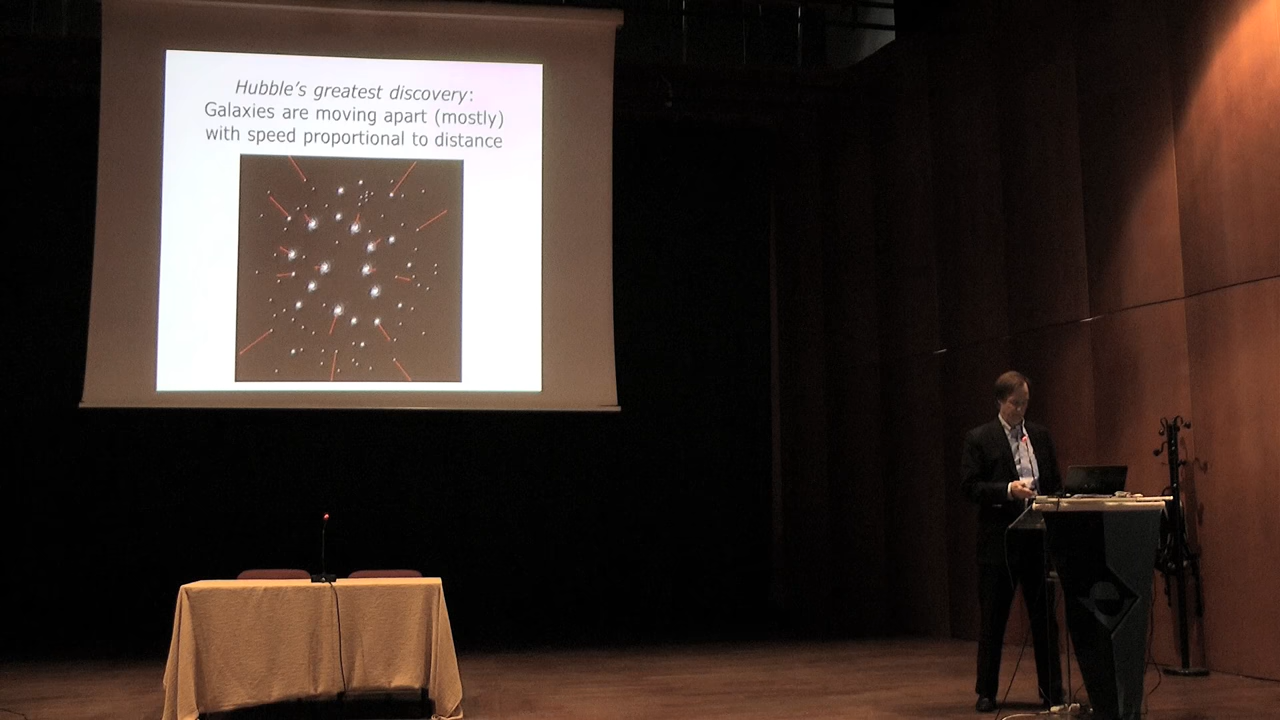 Hubble's greatest discovery:
Galaxies are moving apart (mostly)
with speed proportional to distance